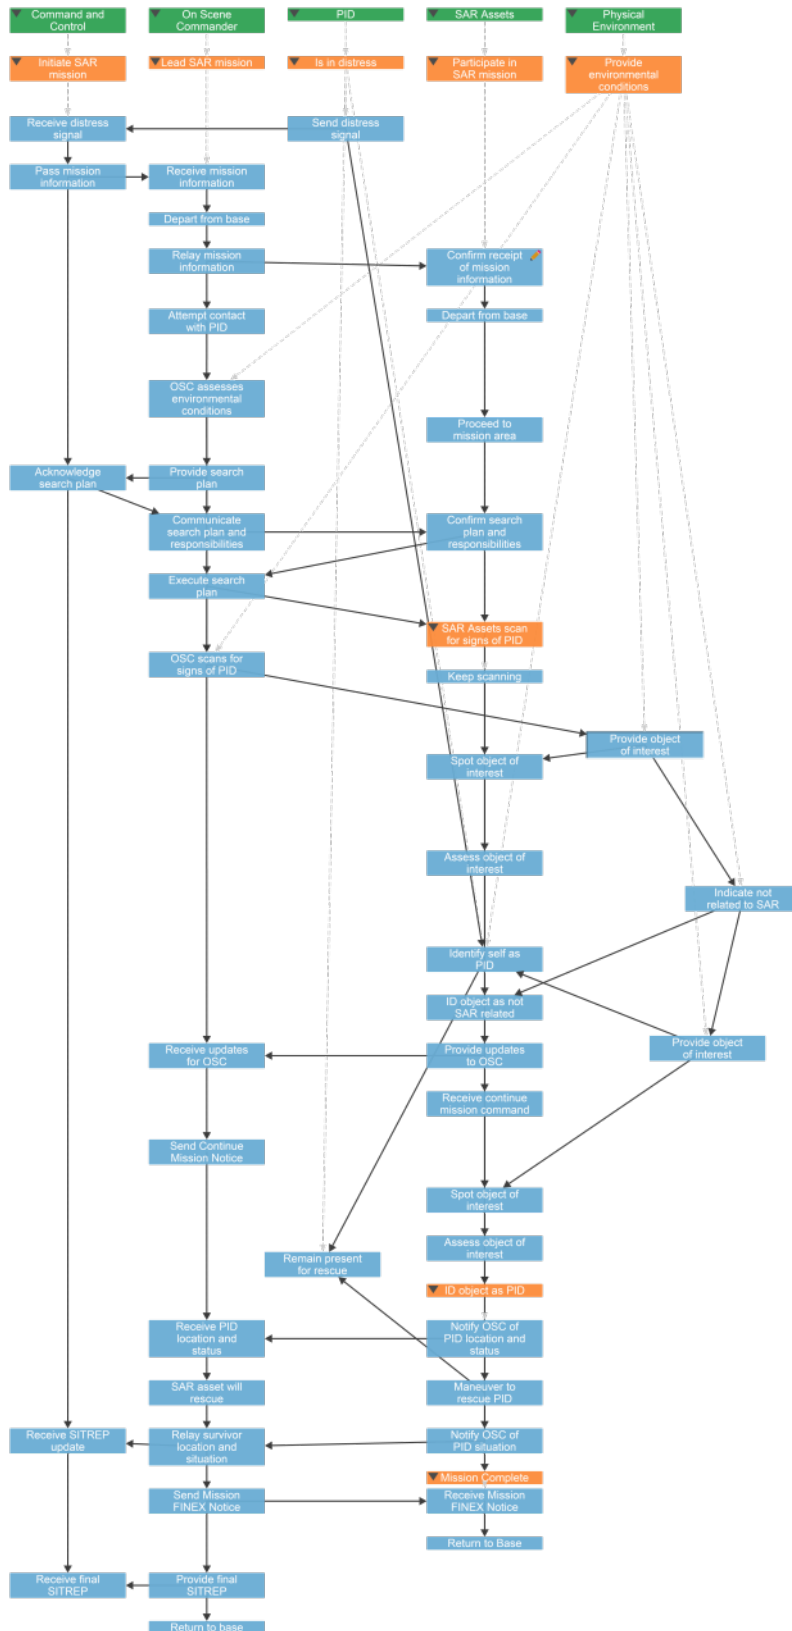 Command and
Control
On Scene
Commander
PID
SAR Assets
Physical
Environment
Initiate SAR
mission
Lead SAR mission
Is in distress
Participate in
SAR mission
Provide
environmental
conditions
Receive distress
signal
Send distress
signal
Pass mission
information
Receive mission
information
Depart from base
Relay mission
information
Confirm receipt
of mission
information
Attempt contact
with PID
Depart from base
OSC assesses
environmental
conditions
Proceed to
mission area
Acknowledge
search plan
Provide search
plan
Communicate
search plan and
responsibilities
Confirm search
plan and
responsibilities
Execute search
plan
SAR Assets scan
for signs of PID
OSC scans for
signs of PID
Keep scanning
Provide object
of interest
Spot object of
interest
Assess object of
interest
Indicate not
related to SAR
Identify self as
PID
ID object as not
SAR related
Receive updates
for OSC
Provide updates
to OSC
Provide object
of interest
Receive continue
mission command
Send Continue
Mission Notice
Spot object of
interest
Assess object of
interest
Remain present
for rescue
ID object as PID
Receive PID
location and
status
Notify OSC of
PID location and
status
SAR asset will
rescue
Maneuver to
rescue PID
Receive SITREP
update
Relay survivor
location and
situation
Notify OSC of
PID situation
Mission Complete
Send Mission
FINEX Notice
Receive Mission
FINEX Notice
Return to Base
Receive final
SITREP
Provide final
SITREP
Return to base